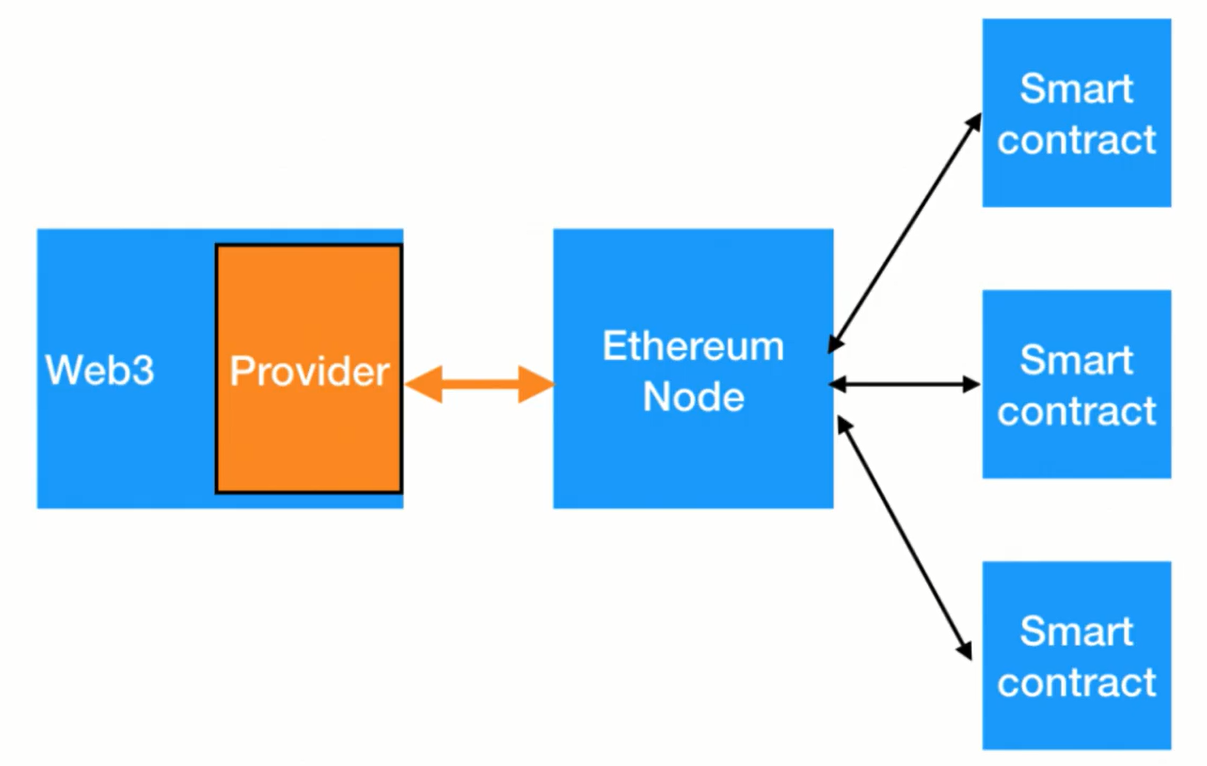 Web3
Provider
Ethereum
Node
Smart
contract
Smart
contract
Smart
contract